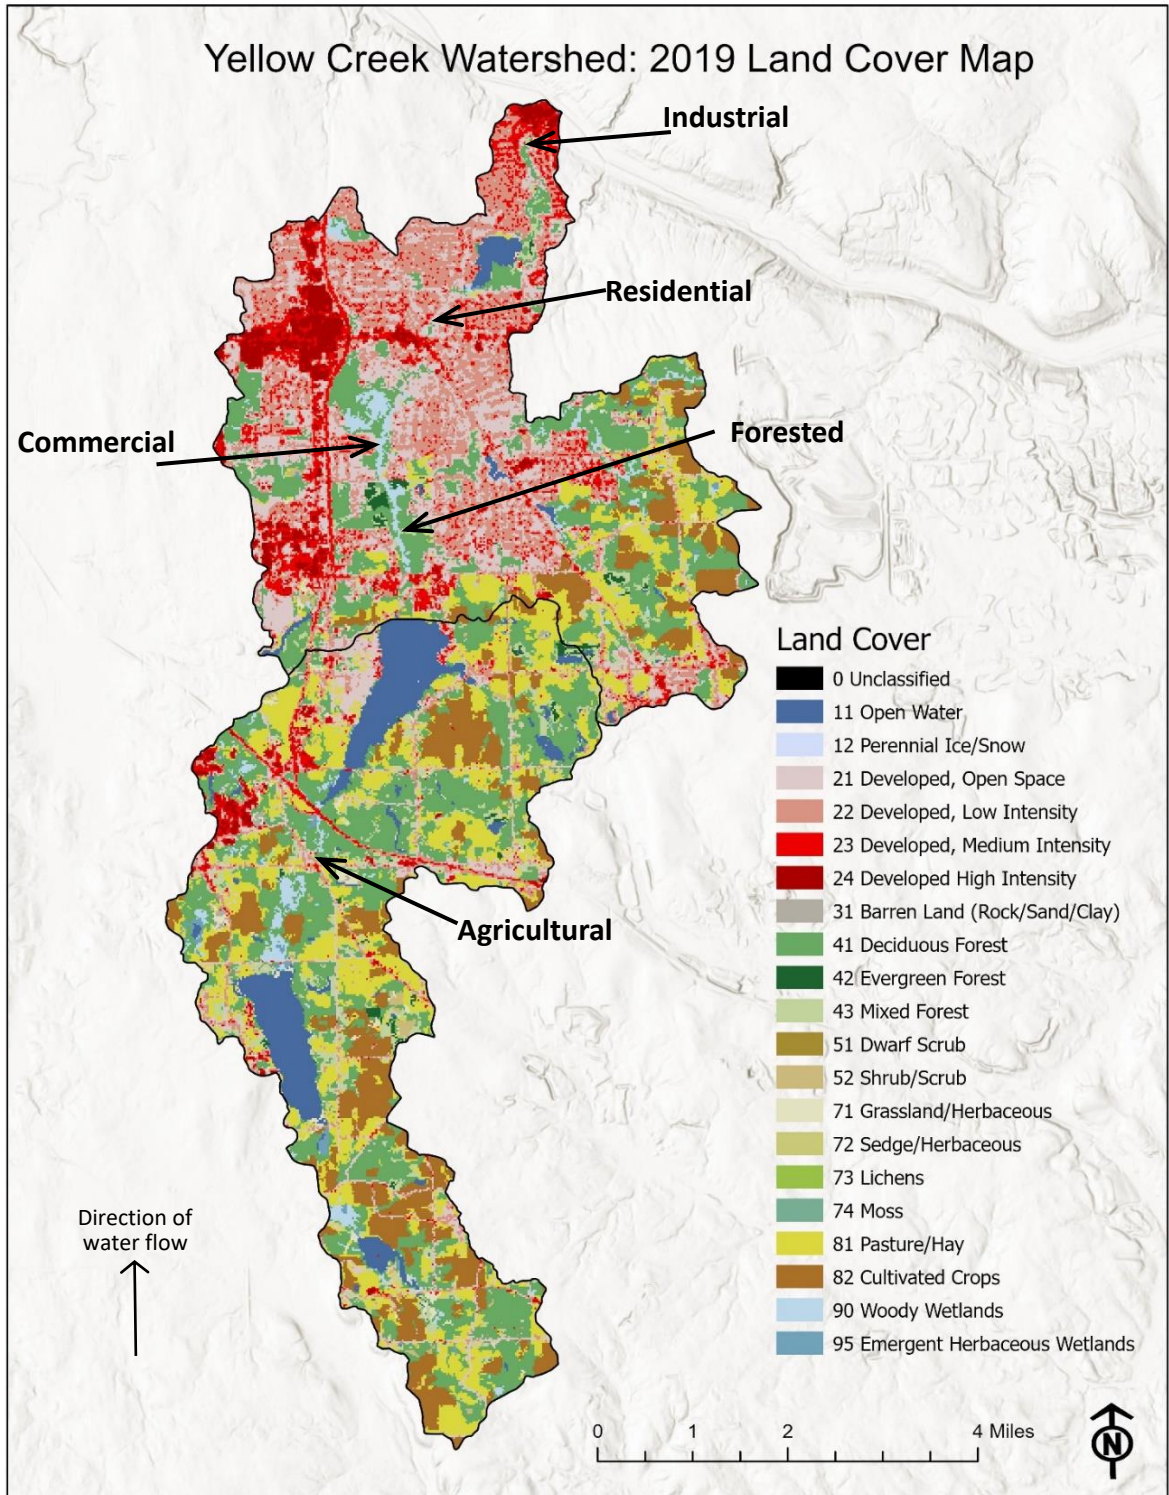 Yellow Creek Watershed: 2019 Land Cover Map
Industrial
Residential
Commercial
Forested
Agricultural
Land Cover
0 Unclassified
11 Open Water
12 Perennial Ice/Snow
21 Developed, Open Space
22 Developed, Low Intensity
23 Developed, Medium Intensity
24 Developed High Intensity
31 Barren Land (Rock/Sand/Clay)
41 Deciduous Forest
42 Evergreen Forest
43 Mixed Forest
51 Dwarf Scrub
52 Shrub/Scrub
71 Grassland/Herbaceous
72 Sedge/Herbaceous
73 Lichens
74 Moss
81 Pasture/Hay
82 Cultivated Crops
90 Woody Wetlands
95 Emergent Herbaceous Wetlands
Direction of
water flow
0 1 2 4 Miles
N